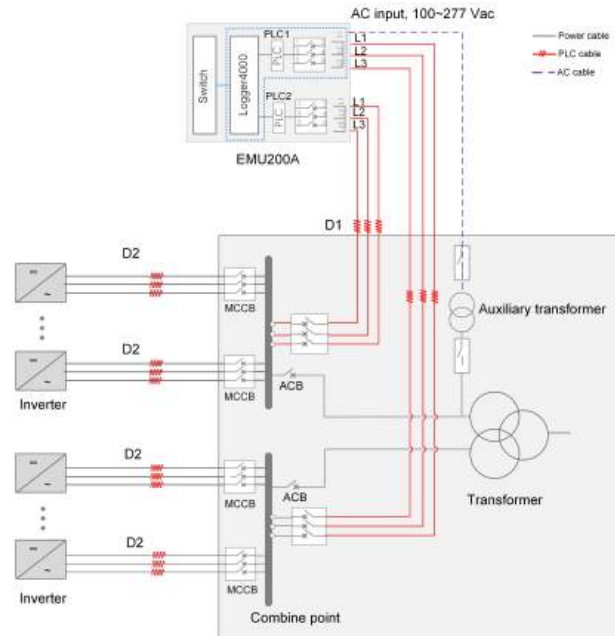 AC input, 100~277 Vac
Power cable
PLC cable
AC cable
Switch
Logger4000
PLC1
PLC
L1
L2
L3
PLC2
PLC
L1
L2
L3
EMU200A
D1
D2
MCCB
Auxiliary transformer
D2
Inverter
MCCB
ACB
D2
MCCB
ACB
Transformer
D2
Inverter
MCCB
Combine point